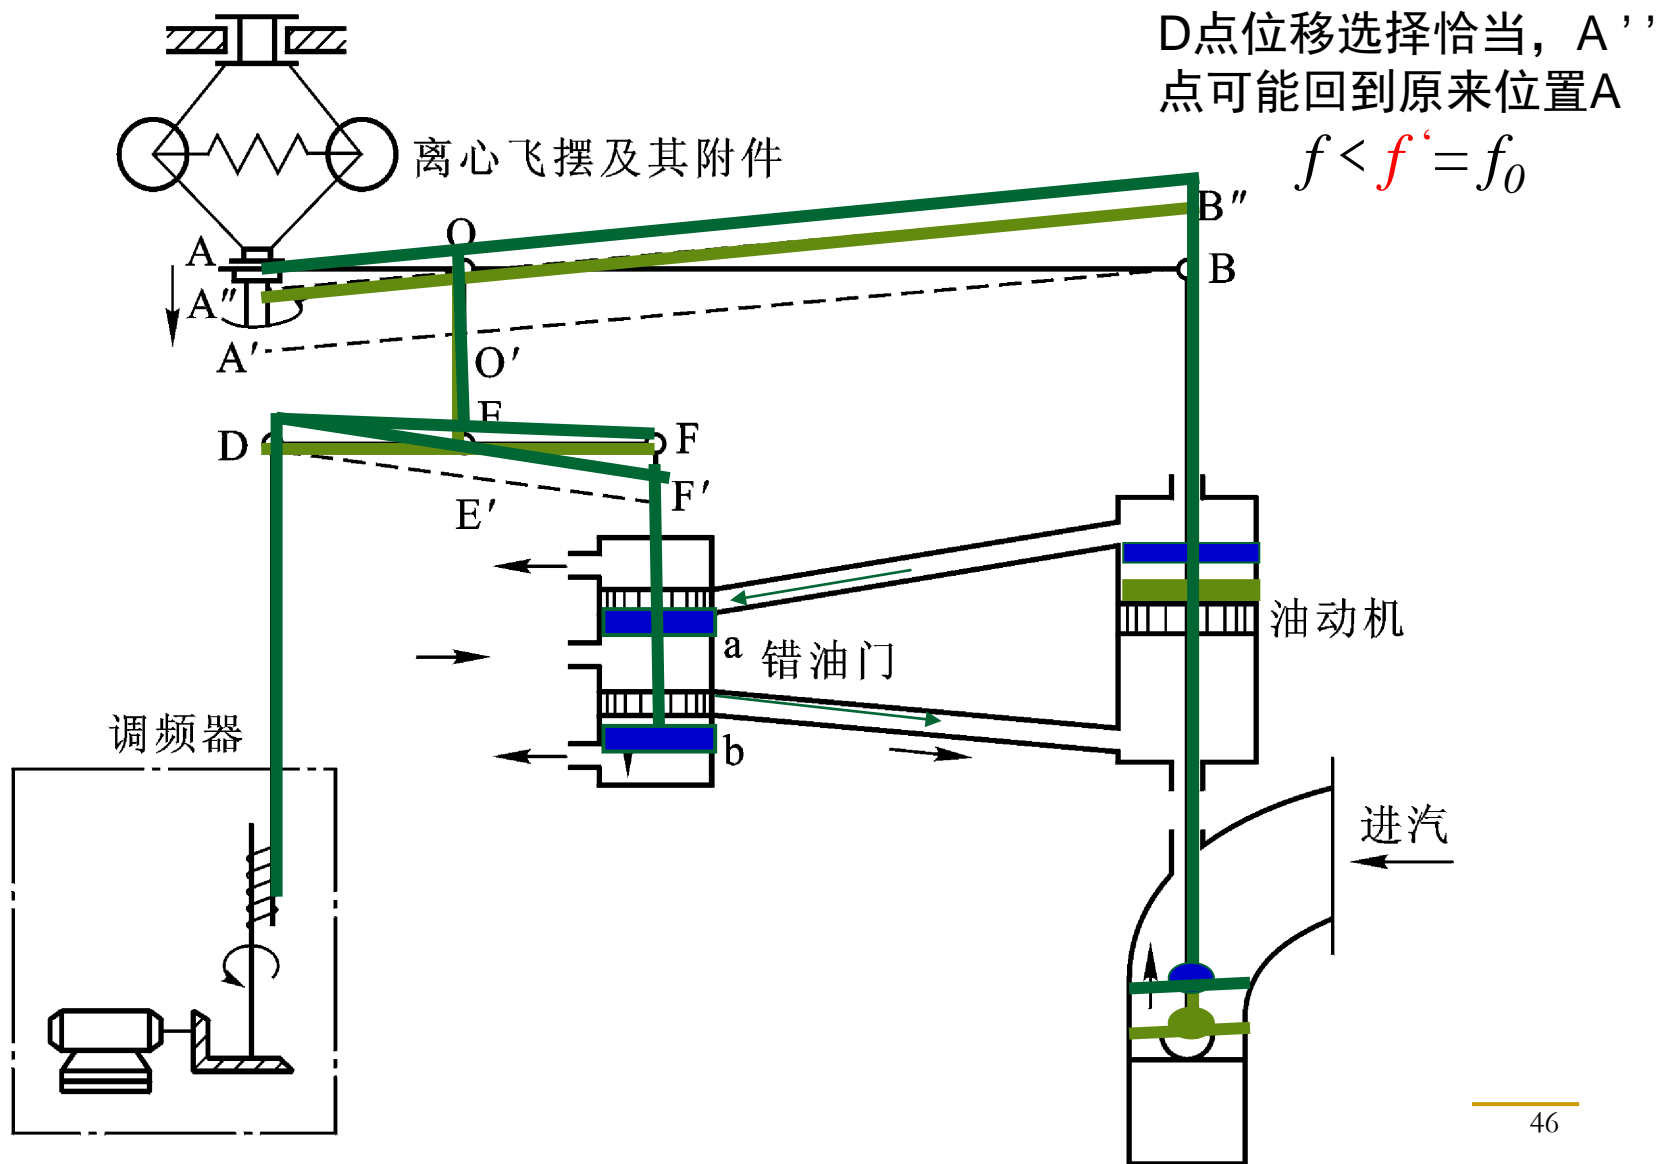 D点位移选择恰当，A’’
点可能回到原来位置A
f < f‘ = f0
离心飞摆及其附件
A
O
B″
B
A″
A′
O′
E
D
F
F′
E′
a
错油门
油动机
b
调频器
进汽
46